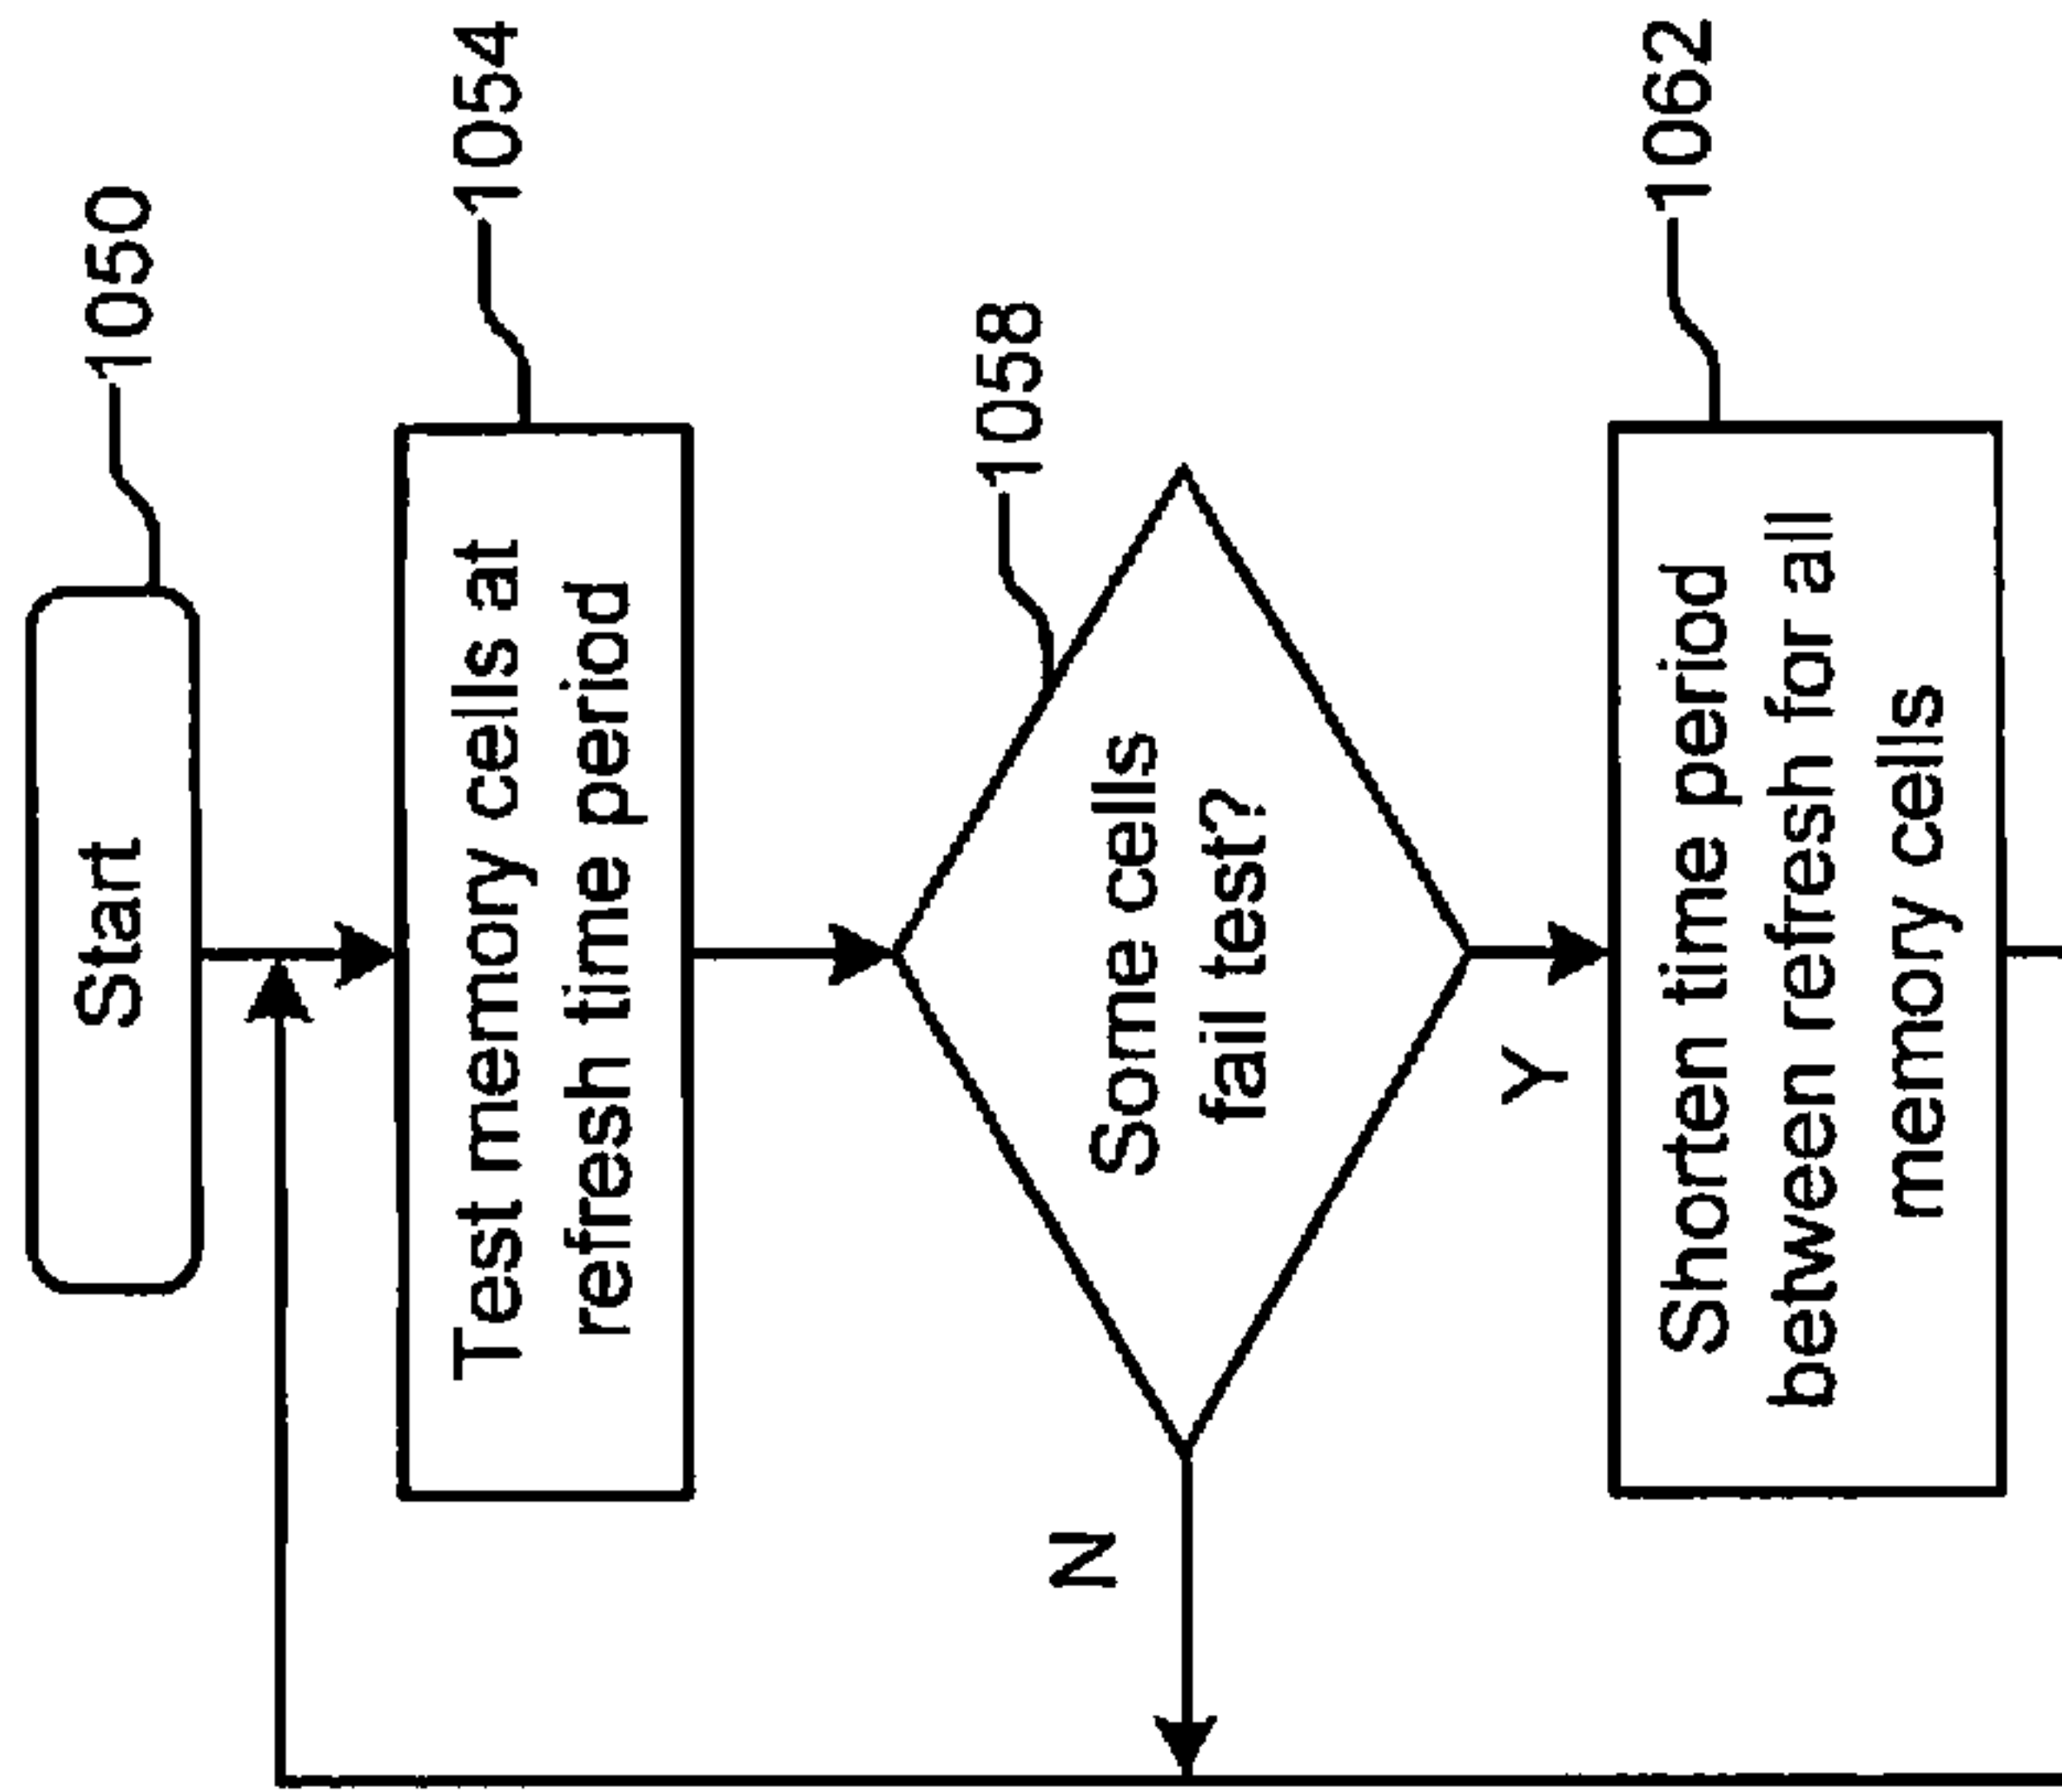 Start
1050
Test memory cells at
refresh time period
1054
Some cells
fail test?
1058
N
Y
Shorten time period
between refresh for all
memory cells
1062